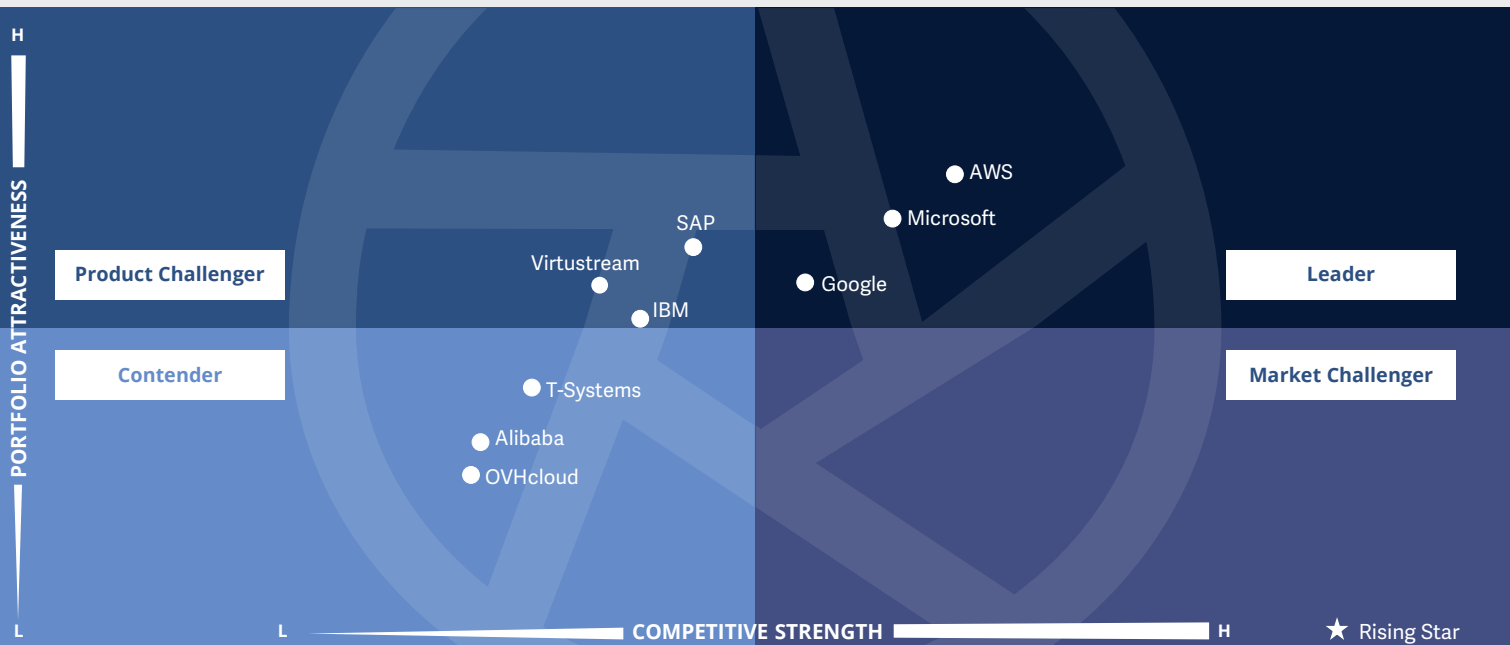 H
AWS
Microsoft
SAP
Virtustream
Product Challenger
Leader
Google
IBM
PORTFOLIO ATTRACTIVENESS
Contender
Market Challenger
T-Systems
Alibaba
OVHcloud
L
L
COMPETITIVE STRENGTH
H
Rising Star